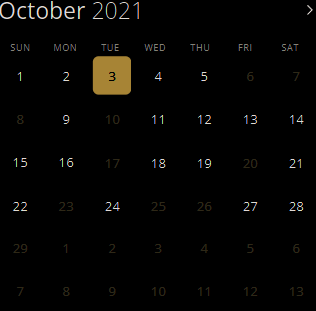 October 2021
SUN MON TUE WED THU FRI SAT
1 2 3 4 5 6 7
8 9 10 11 12 13 14
15 16 17 18 19 20 21
22 23 24 25 26 27 28
29 1 2 3 4 5 6
7 8 9 10 11 12 13